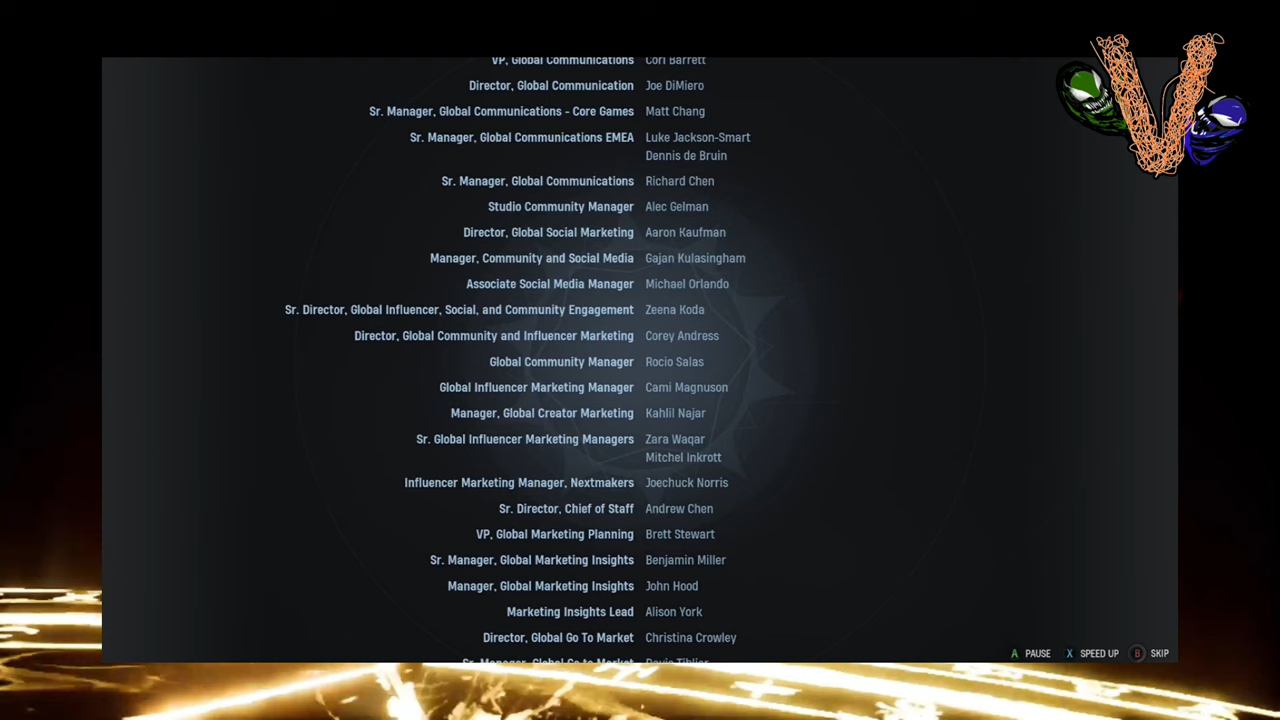 VP, Global Communications Cori Barrett
Director, Global Communication Joe DiMiero
Sr. Manager, Global Communications - Core Games Matt Chang
Sr. Manager, Global Communications EMEA Luke Jackson-Smart
Dennis de Bruin
Sr. Manager, Global Communications Richard Chen
Studio Community Manager Alec Gelman
Director, Global Social Marketing Aaron Kaufman
Manager, Community and Social Media Gajan Kulasingham
Associate Social Media Manager Michael Orlando
Sr. Director, Global Influencer, Social, and Community Engagement Zeena Koda
Director, Global Community and Influencer Marketing Corey Andress
Global Community Manager Rocio Salas
Global Influencer Marketing Manager Cami Magnuson
Manager, Global Creator Marketing Kahlil Najar
Sr. Global Influencer Marketing Managers Zara Waqar
Mitchel Inkrott
Influencer Marketing Manager, Nextmakers Joechuck Norris
Sr. Director, Chief of Staff Andrew Chen
VP, Global Marketing Planning Brett Stewart
Sr. Manager, Global Marketing Insights Benjamin Miller
Manager, Global Marketing Insights John Hood
Marketing Insights Lead Alison York
Director, Global Go To Market Christina Crowley
Sr. Manager, Global Go to Market
A PAUSE X SPEED UP B SKIP
V